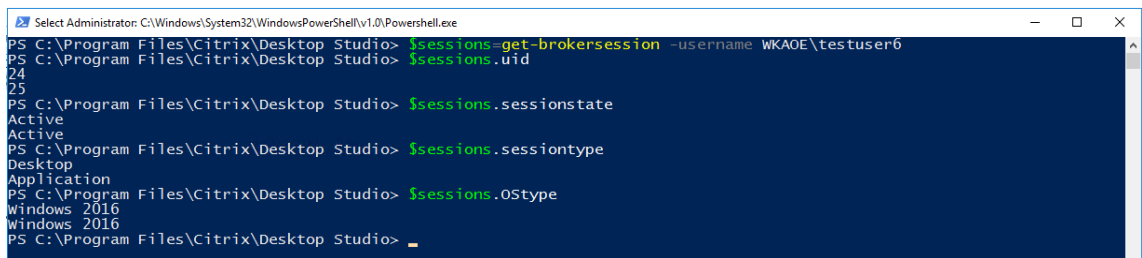 Select Administrator: C:\Windows\System32\WindowsPowerShell\v1.0\Powershell.exe
PS C:\Program Files\Citrix\Desktop Studio> $sessions=get-brokersession -username WKAOE\testuser6
PS C:\Program Files\Citrix\Desktop Studio> $sessions.uid
24
25
PS C:\Program Files\Citrix\Desktop Studio> $sessions.sessionstate
Active
Active
PS C:\Program Files\Citrix\Desktop Studio> $sessions.sessiontype
Desktop
Application
PS C:\Program Files\Citrix\Desktop Studio> $sessions.OStype
Windows 2016
Windows 2016
PS C:\Program Files\Citrix\Desktop Studio>